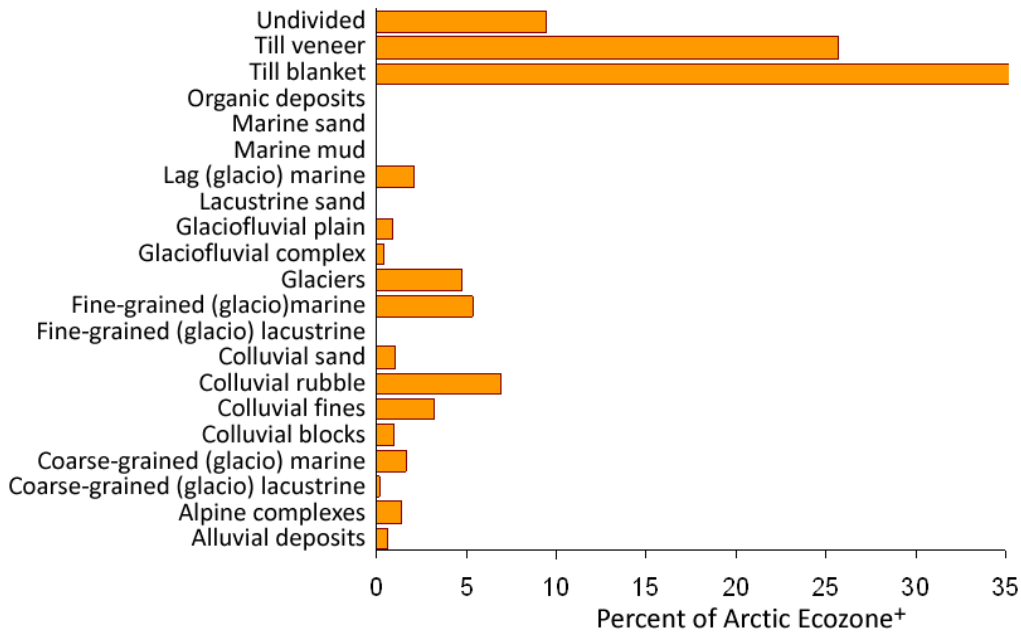 Undivided
Till veneer
Till blanket
Organic deposits
Marine sand
Marine mud
Lag (glacio) marine
Lacustrine sand
Glaciofluvial plain
Glaciofluvial complex
Glaciers
Fine-grained (glacio)marine
Fine-grained (glacio) lacustrine
Colluvial sand
Colluvial rubble
Colluvial fines
Colluvial blocks
Coarse-grained (glacio) marine
Coarse-grained (glacio) lacustrine
Alpine complexes
Alluvial deposits
0 5 10 15 20 25 30 35
Percent of Arctic Ecozone⁺